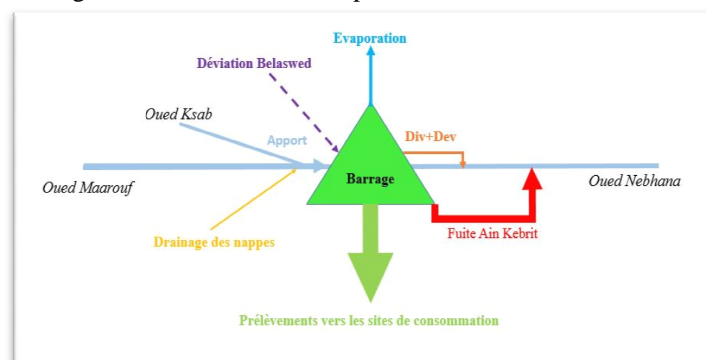 Evaporation
Déviation Belaswed
Oued Ksab
Apport
Div+Dev
Oued Maarouf
Barrage
Oued Nebhana
Drainage des nappes
Fuite Ain Kebrit
Prélèvements vers les sites de consommation